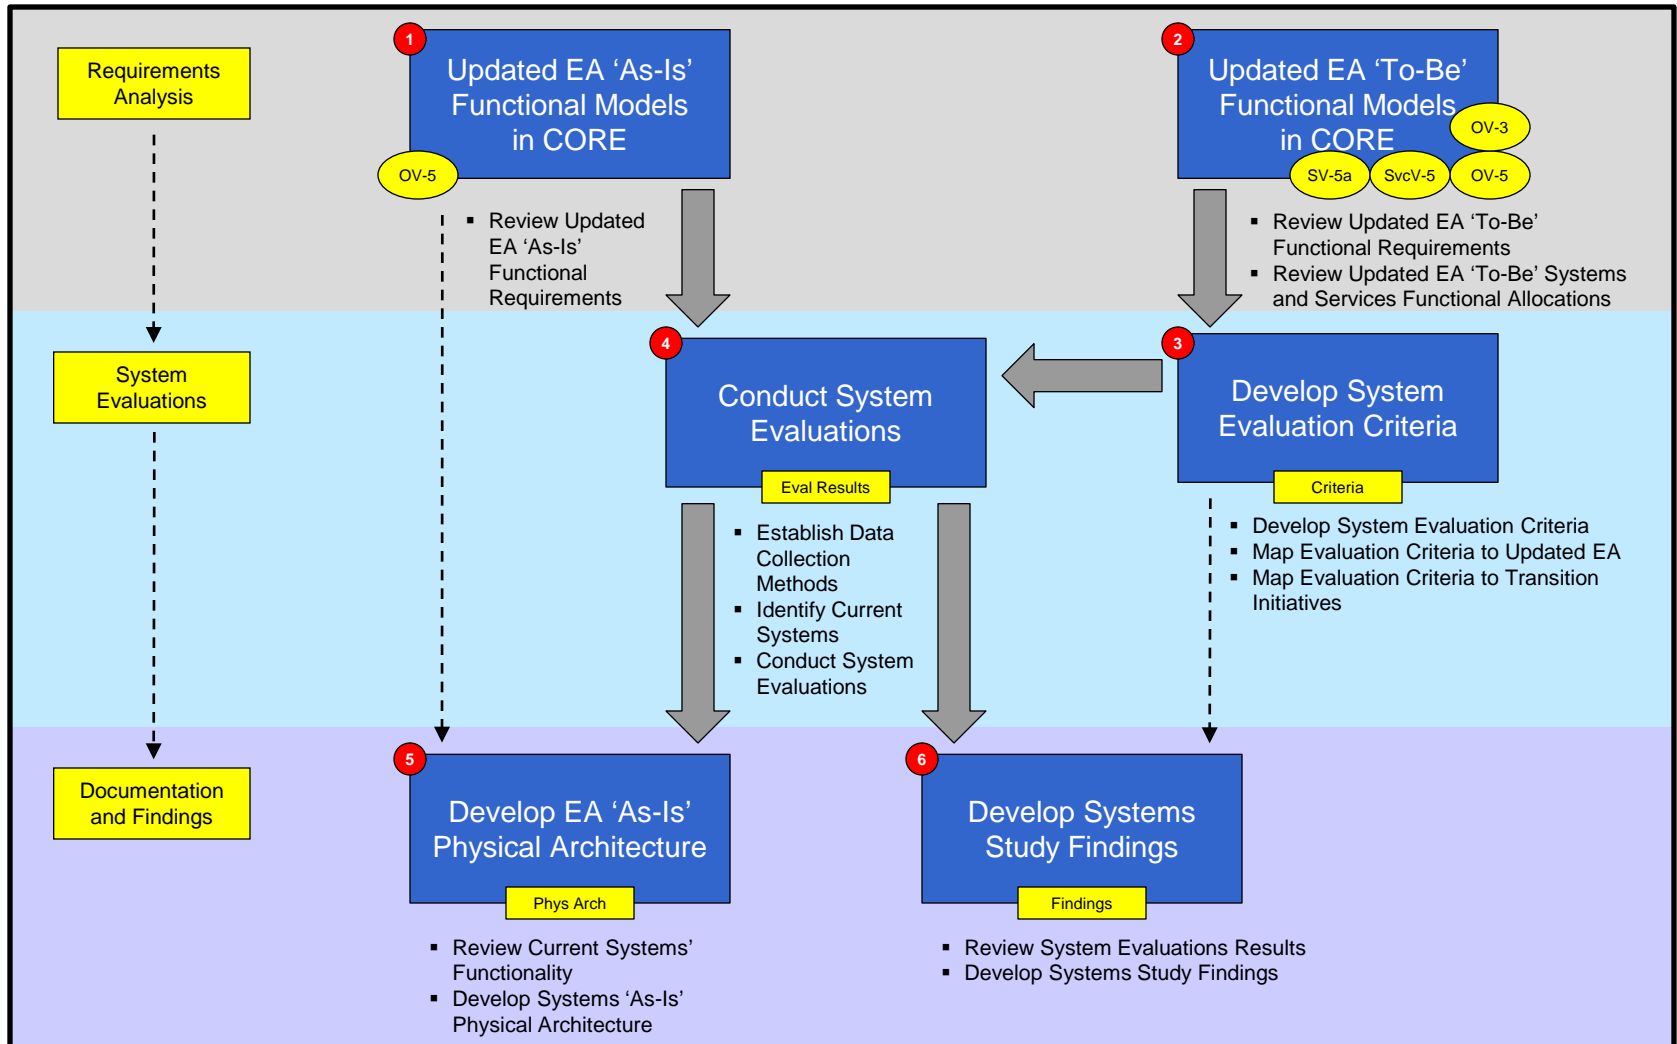 Requirements
Analysis
1
Updated EA ‘As-Is’
Functional Models
in CORE
OV-5
▪ Review Updated
EA ‘As-Is’
Functional
Requirements
2
Updated EA ‘To-Be’
Functional Models
in CORE
OV-3
SV-5a
SvcV-5
OV-5
▪ Review Updated EA ‘To-Be’
Functional Requirements
▪ Review Updated EA ‘To-Be’ Systems
and Services Functional Allocations
System
Evaluations
4
Conduct System
Evaluations
Eval Results
▪ Establish Data
Collection
Methods
▪ Identify Current
Systems
▪ Conduct System
Evaluations
3
Develop System
Evaluation Criteria
Criteria
▪ Develop System Evaluation Criteria
▪ Map Evaluation Criteria to Updated EA
▪ Map Evaluation Criteria to Transition
Initiatives
Documentation
and Findings
5
Develop EA ‘As-Is’
Physical Architecture
Phys Arch
▪ Review Current Systems’
Functionality
▪ Develop Systems ‘As-Is’
Physical Architecture
6
Develop Systems
Study Findings
Findings
▪ Review System Evaluations Results
▪ Develop Systems Study Findings